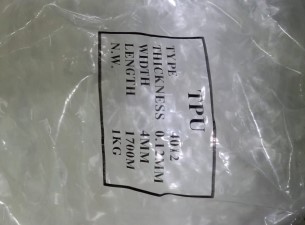 TPU
TYPE 4012
THICKNESS 0.12MM
WIDTH 4MM
LENGTH 1700M
N.W. 1KG